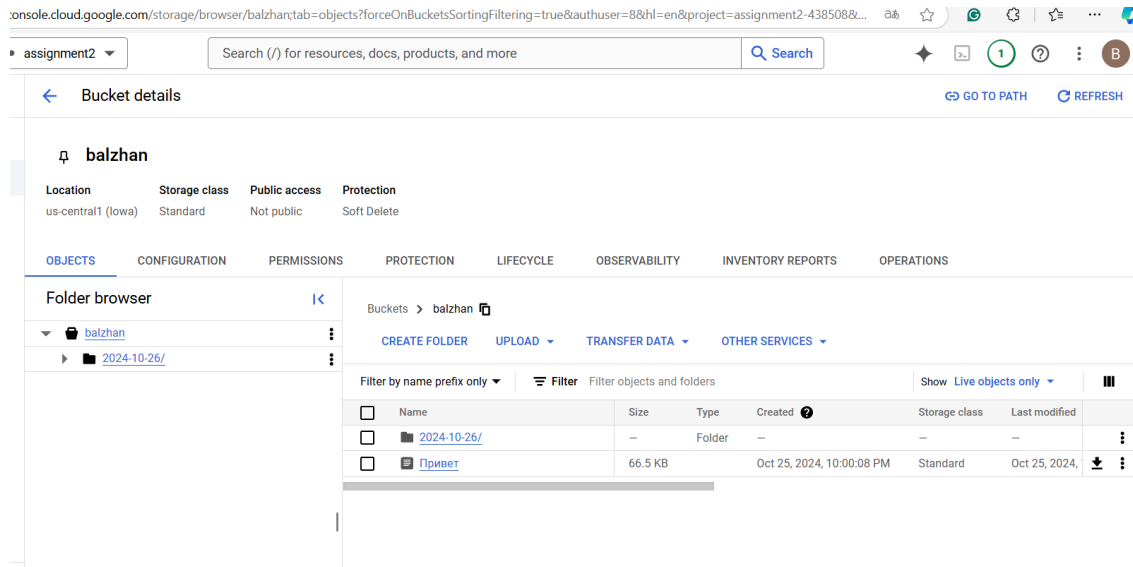 :onsole.cloud.google.com/storage/browser/balzhan;tab=objects?forceOnBucketsSortingFiltering=true&authuser=8&hl=en&project=assignment2-438508&...
assignment2
Search (/) for resources, docs, products, and more
Search
1
B
Bucket details
GO TO PATH
REFRESH
balzhan
Location Storage class Public access Protection
us-central1 (Iowa) Standard Not public Soft Delete
OBJECTS CONFIGURATION PERMISSIONS PROTECTION LIFECYCLE OBSERVABILITY INVENTORY REPORTS OPERATIONS
Folder browser
balzhan
2024-10-26/
Buckets > balzhan
CREATE FOLDER UPLOAD TRANSFER DATA OTHER SERVICES
Filter by name prefix only Filter Filter objects and folders Show Live objects only
Name Size Type Created Storage class Last modified
2024-10-26/ — Folder — — —
Привет 66.5 KB Oct 25, 2024, 10:00:08 PM Standard Oct 25, 2024,